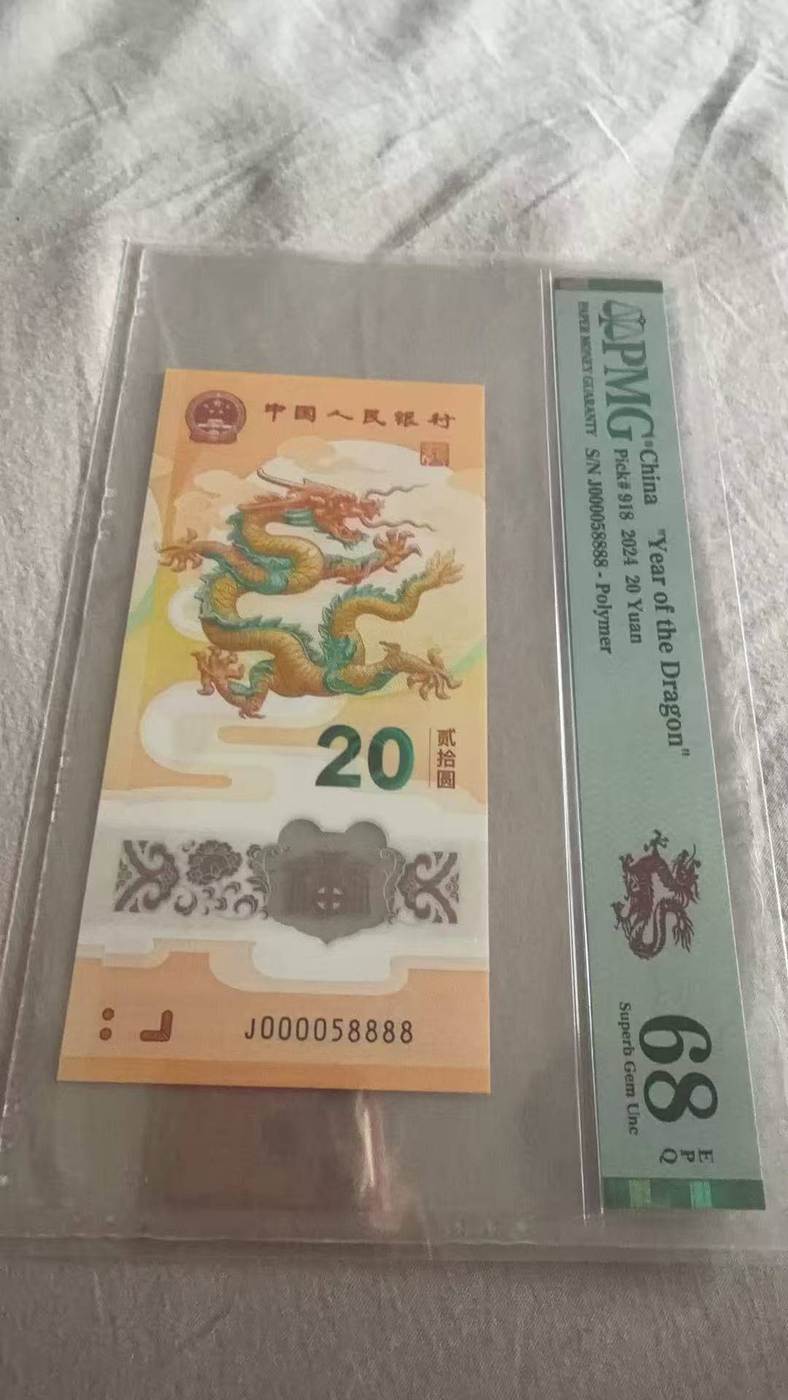 中国人民银行
20
贰拾圆
J000058888
PMG
PAPER MONEY GUARANTY
China "Year of the Dragon"
Pick# 918 2024 20 Yuan
S/N J000058888 - Polymer
68 EPQ
Superb Gem Unc